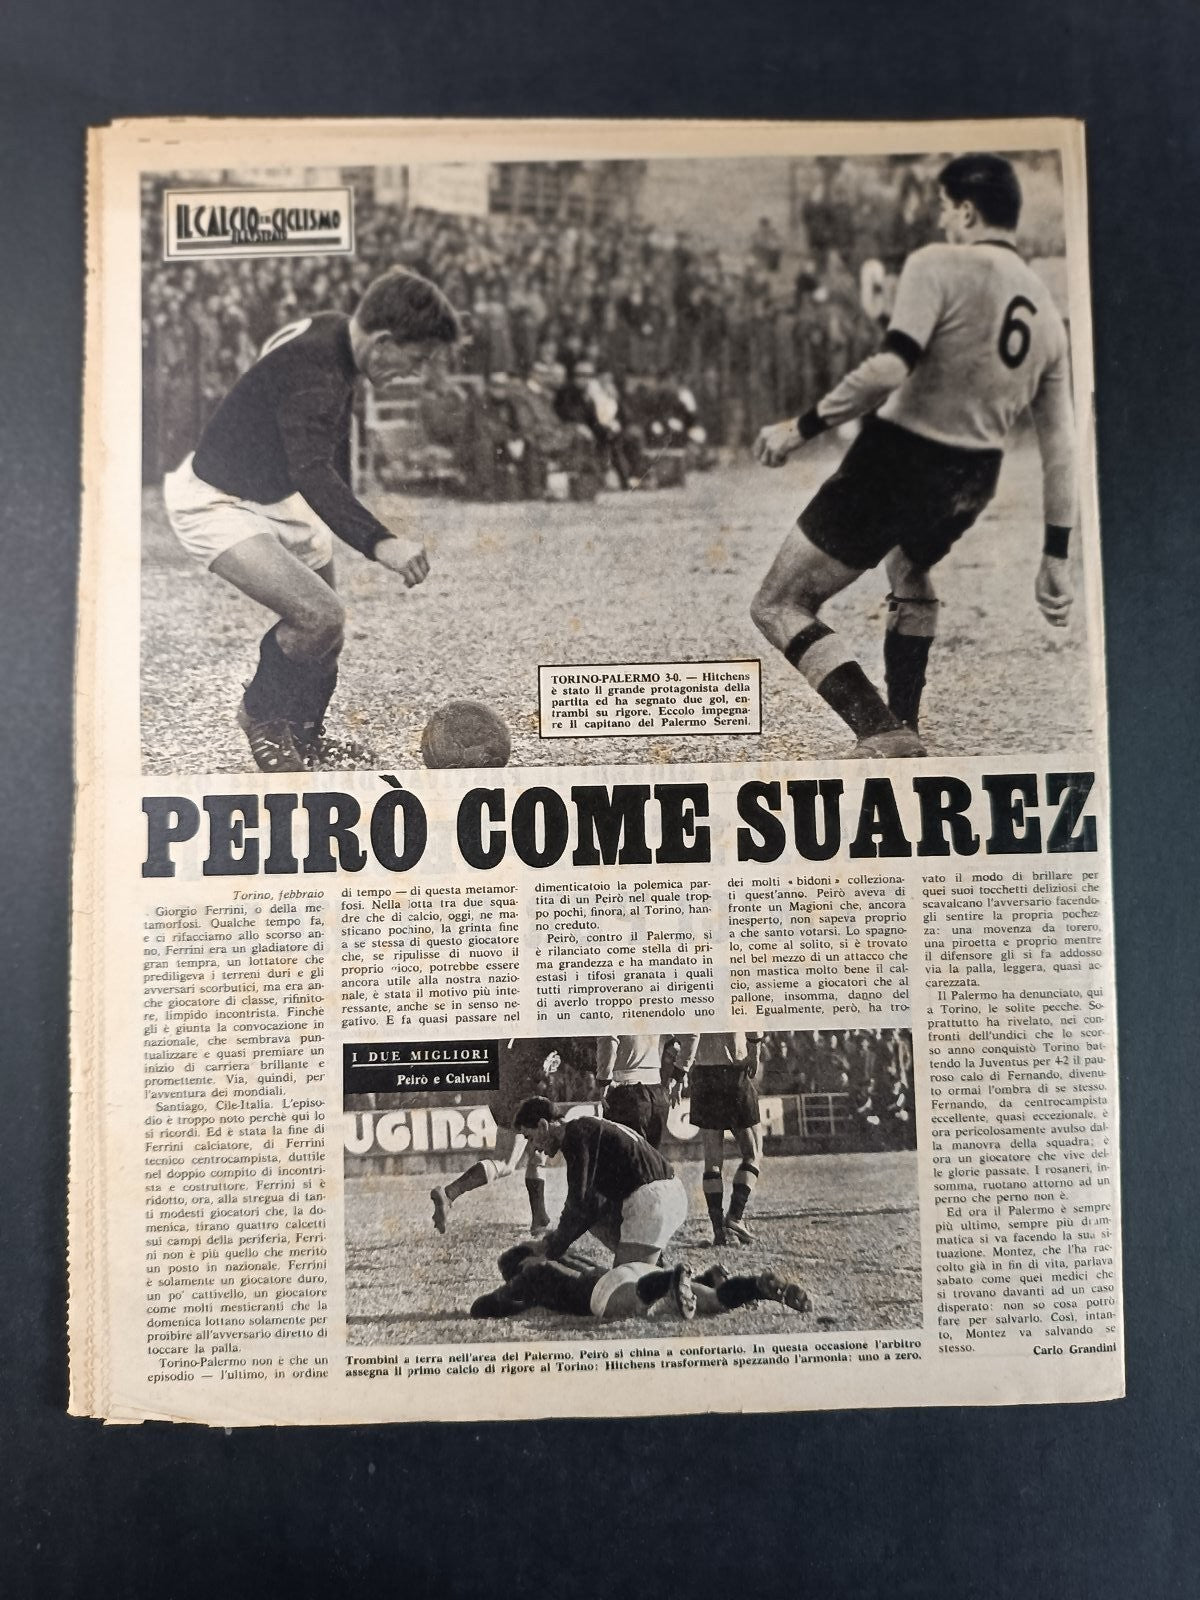 IL CALCIO E CICLISMO
ILLUSTRATO
6
TORINO-PALERMO 3-0. — Hitchens
è stato il grande protagonista della
partita ed ha segnato due gol, en-
trambi su rigore. Eccolo impegna-
re il capitano del Palermo Sereni.
PEIRÒ COME SUAREZ
Torino, febbraio
Giorgio Ferrini, o della me-
tamorfosi. Qualche tempo fa,
e ci rifacciamo allo scorso an-
no, Ferrini era un gladiatore di
gran tempra, un lottatore che
prediligeva i terreni duri e gli
avversari scorbutici, ma era an-
che giocatore di classe, rifinito-
re, limpido incontrista. Finchè
gli è giunta la convocazione in
nazionale, che sembrava pun-
tualizzare e quasi premiare un
inizio di carriera brillante e
promettente. Via, quindi, per
l'avventura dei mondiali.
Santiago, Cile-Italia. L'episo-
dio è troppo noto perchè qui lo
si ricordi. Ed è stata la fine di
Ferrini calciatore, di Ferrini
tecnico centrocampista, duttile
nel doppio compito di incontri-
sta e costruttore. Ferrini si è
ridotto, ora, alla stregua di tan-
ti modesti giocatori che, la do-
menica, tirano quattro calcetti
sui campi della periferia, Ferri-
ni non è più quello che meritò
un posto in nazionale. Ferrini
è solamente un giocatore duro,
un po' cattivello, un giocatore
come molti mestieranti che la
domenica lottano solamente per
proibire all'avversario diretto di
toccare la palla.
Torino-Palermo non è che un
episodio — l'ultimo, in ordine
di tempo — di questa metamor-
fosi. Nella lotta tra due squa-
dre che di calcio, oggi, ne ma-
sticano pochino, la grinta fine
a se stessa di questo giocatore
che, se ripulisse di nuovo il
proprio gioco, potrebbe essere
ancora utile alla nostra nazio-
nale, è stata il motivo più inte-
ressante, anche se in senso ne-
gativo. E fa quasi passare nel
dimenticatoio la polemica par-
tita di un Peirò nel quale trop-
po pochi, finora, al Torino, han-
no creduto.
Peirò, contro il Palermo, si
è rilanciato come stella di pri-
ma grandezza e ha mandato in
estasi i tifosi granata i quali
tutti rimproverano ai dirigenti
di averlo troppo presto messo
in un canto, ritenendolo uno
dei molti « bidoni » colleziona-
ti quest'anno. Peirò aveva di
fronte un Magioni che, ancora
inesperto, non sapeva proprio
a che santo votarsi. Lo spagno-
lo, come al solito, si è trovato
nel bel mezzo di un attacco che
non mastica molto bene il cal-
cio, assieme a giocatori che al
pallone, insomma, danno del
lei. Egualmente, però, ha tro-
vato il modo di brillare per
quei suoi tocchetti deliziosi che
scavalcano l'avversario facendo-
gli sentire la propria pochez-
za: una movenza da torero,
una piroetta e proprio mentre
il difensore gli si fa addosso
via la palla, leggera, quasi ac-
carezzata.
Il Palermo ha denunciato, qui
a Torino, le solite pecche. So-
prattutto ha rivelato, nei con-
fronti dell'undici che lo scor-
so anno conquistò Torino bat-
tendo la Juventus per 4-2 il pau-
roso calo di Fernando, divenu-
to ormai l'ombra di se stesso.
Fernando, da centrocampista
eccellente, quasi eccezionale, è
ora pericolosamente avulso dal-
la manovra della squadra; è
ora un giocatore che vive del-
le glorie passate. I rosaneri, in-
somma, ruotano attorno ad un
perno che perno non è.
Ed ora il Palermo è sempre
più ultimo, sempre più dram-
matica si va facendo la sua si-
tuazione. Montez, che l'ha rac-
colto già in fin di vita, parlava
sabato come quei medici che
si trovano davanti ad un caso
disperato: non so cosa potrò
fare per salvarlo. Così, intan-
to, Montez va salvando se
stesso.
Carlo Grandini
I DUE MIGLIORI
Peirò e Calvani
UGINA
Trombini a terra nell'area del Palermo. Peirò si china a confortarlo. In questa occasione l'arbitro
assegna il primo calcio di rigore al Torino: Hitchens trasformerà spezzando l'armonia: uno a zero.